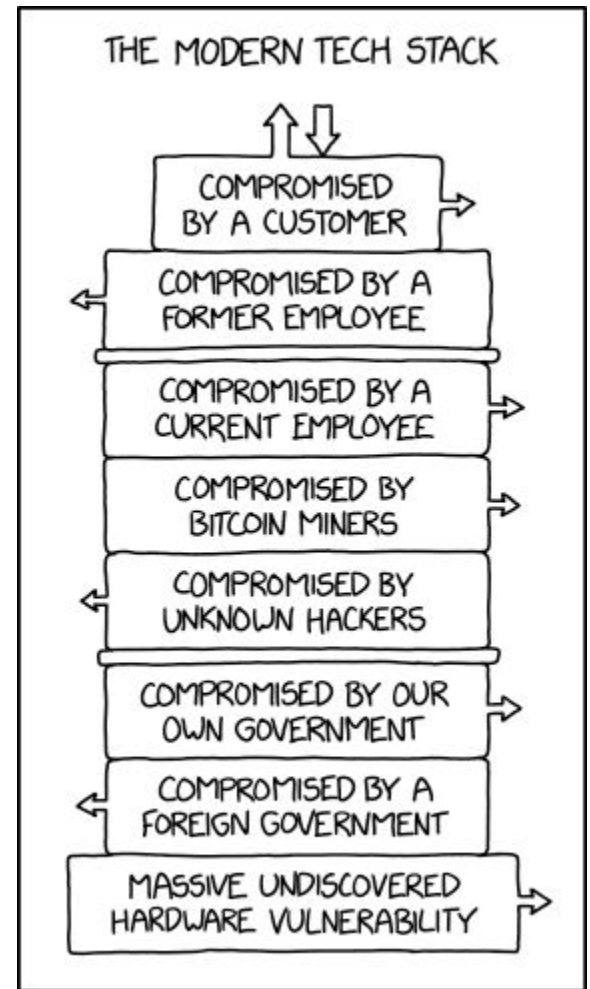 THE MODERN TECH STACK
COMPROMISED
BY A CUSTOMER
COMPROMISED BY A
FORMER EMPLOYEE
COMPROMISED BY A
CURRENT EMPLOYEE
COMPROMISED BY
BITCOIN MINERS
COMPROMISED BY
UNKNOWN HACKERS
COMPROMISED BY OUR
OWN GOVERNMENT
COMPROMISED BY A
FOREIGN GOVERNMENT
MASSIVE UNDISCOVERED
HARDWARE VULNERABILITY